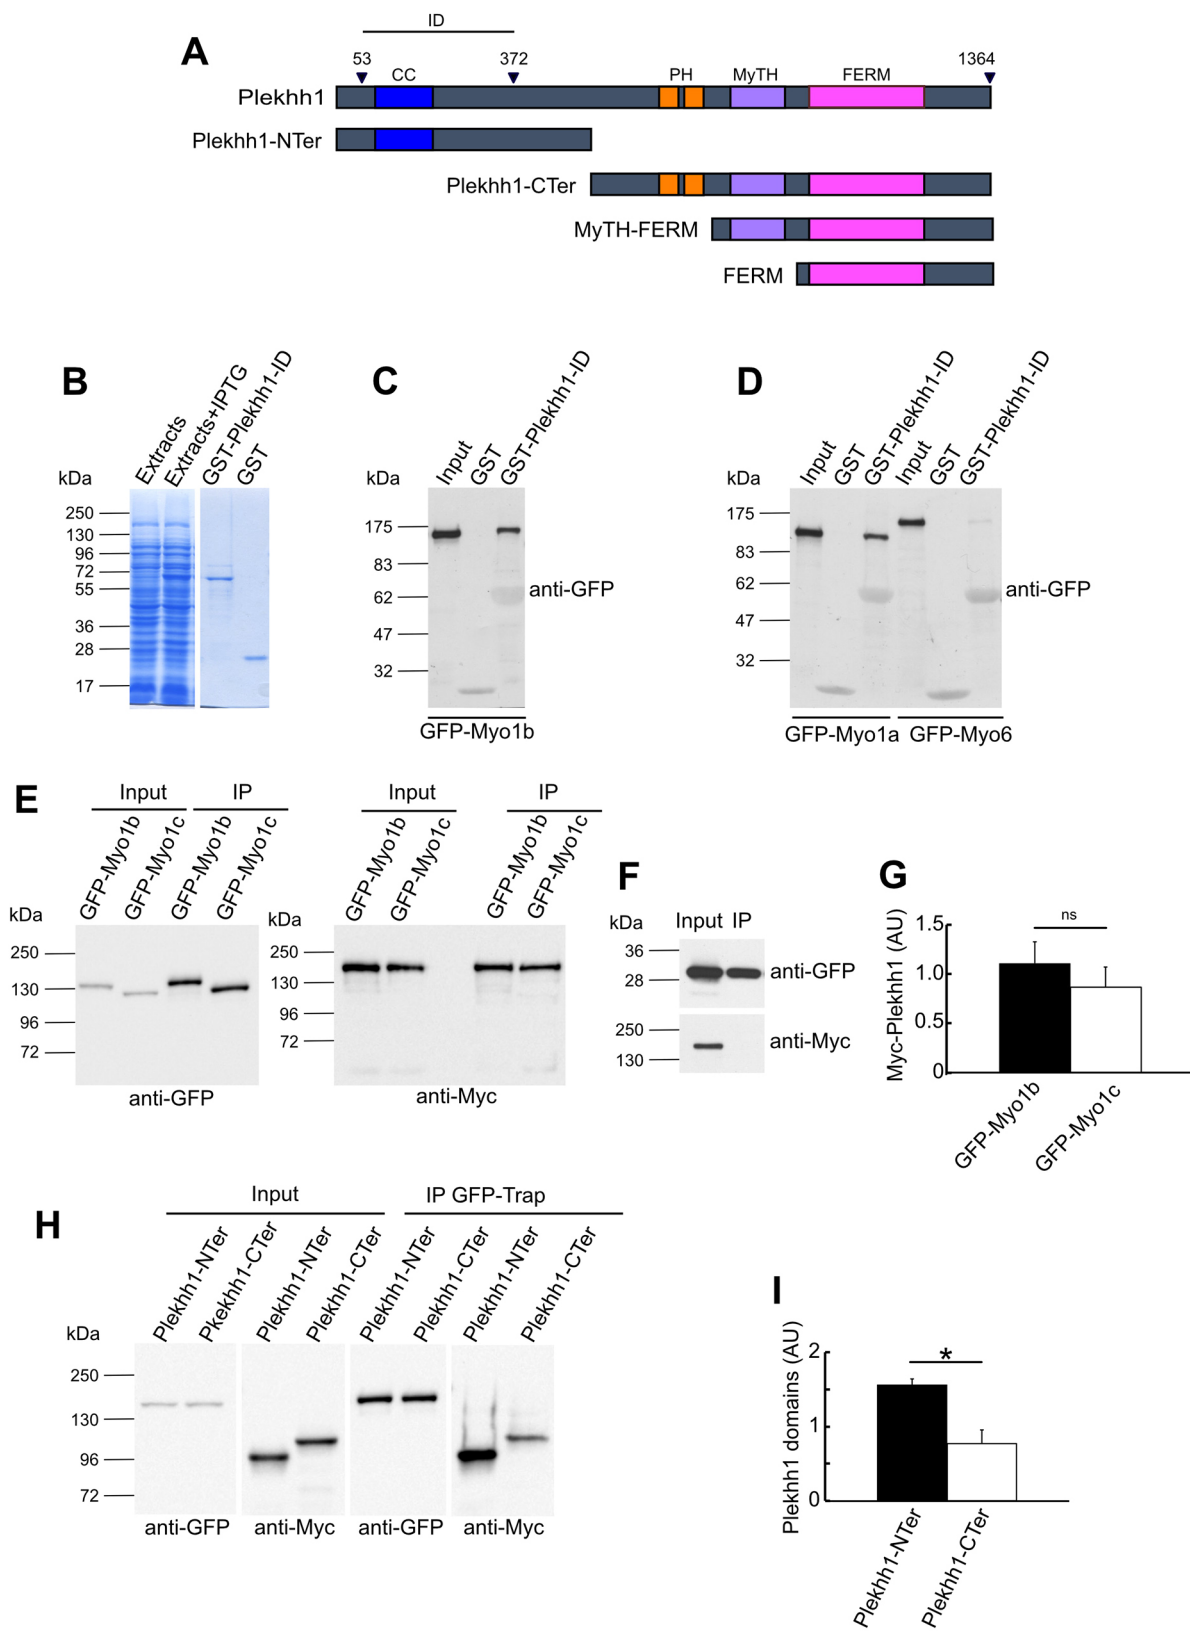 A
ID
53
372
1364
CC
PH
MyTH
FERM
Plekhh1
Plekhh1-NTer
Plekhh1-CTer
MyTH-FERM
FERM
B
Extracts
Extracts+IPTG
GST-Plekhh1-ID
GST
kDa
250
130
96
72
55
36
28
17
C
Input
GST
GST-Plekhh1-ID
kDa
175
83
62
47
32
anti-GFP
GFP-Myo1b
D
Input
GST
GST-Plekhh1-ID
Input
GST
GST-Plekhh1-ID
kDa
175
83
62
47
32
anti-GFP
GFP-Myo1a
GFP-Myo6
E
Input
IP
GFP-Myo1b
GFP-Myo1c
GFP-Myo1b
GFP-Myo1c
kDa
250
130
96
72
anti-GFP
Input
IP
GFP-Myo1b
GFP-Myo1c
GFP-Myo1b
GFP-Myo1c
kDa
250
130
96
72
anti-Myc
F
kDa
Input IP
36
28
anti-GFP
250
130
anti-Myc
G
Myc-Plekhh1 (AU)
1.5
1.0
0.5
0
ns
GFP-Myo1b
GFP-Myo1c
H
Input
IP GFP-Trap
Plekhh1-NTer
Pkekhh1-CTer
Plekhh1-NTer
Plekhh1-CTer
Plekhh1-NTer
Plekhh1-CTer
Plekhh1-NTer
Plekhh1-CTer
kDa
250
130
96
72
anti-GFP
anti-Myc
anti-GFP
anti-Myc
I
Plekhh1 domains (AU)
2
1
0
*
Plekhh1-NTer
Plekhh1-CTer